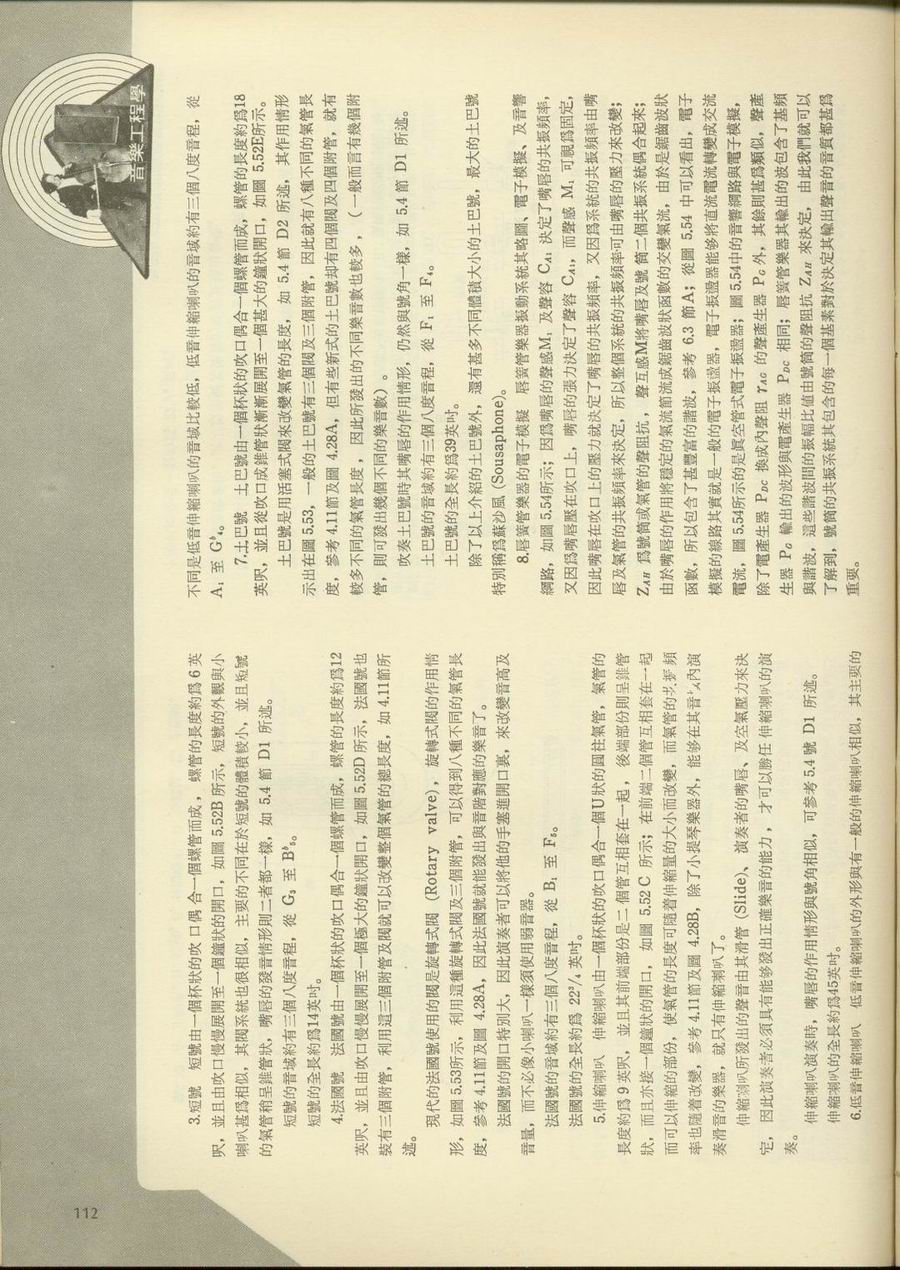 音樂工程學
3.短號　短號由一個杯狀的吹口偶合一個螺管而成，螺管的長度約爲6英
呎，並且由吹口慢慢展開至一個鐘狀的開口，如圖5.52B所示，短號的外觀與小
喇叭甚爲相似，其閥系統也很相似，主要的不同在於短號的體積較小，並且短號
的氣管稍呈錐管狀，嘴唇的發音情形則二者都一樣，如 5.4 節 D1 所述。
短號的音域約有三個八度音程，從 G₃ 至 Bᵇ₅。
短號的全長約爲14英吋。
4.法國號　法國號由一個杯狀的吹口偶合一個螺管而成，螺管的長度約爲12
英呎，並且由吹口慢慢展開至一個極大的鐘狀開口，如圖5.52D所示，法國號也
裝有三個附管，利用這三個附管及閥就可以改變整個氣管的總長度，如4.11節所
述。
現代的法國號使用的閥是旋轉式閥（Rotary valve），旋轉式閥的作用情
形，如圖5.53所示，利用這種旋轉式閥及三個附管，可以得到八種不同的氣管長
度，參考4.11節及圖 4.28A，因此法國號就能發出與音階對應的樂音了。
法國號的開口特別大，因此演奏者可以將他的手塞進開口裏，來改變音高及
音量，而不必像小喇叭一樣須使用弱音器。
法國號的音域約有三個八度音程，從 B₁ 至 F₅。
法國號的全長約爲 22³/₄ 英吋。
5.伸縮喇叭　伸縮喇叭由一個杯狀的吹口偶合一個U狀的圓柱氣管，氣管的
長度約爲9英呎，並且其前端部份是二個管互相套在一起，後端部份則呈錐管
狀，而且亦接一個鐘狀的開口，如圖 5.52 C 所示；在前端二個管互相套在一起
而可以伸縮的部份，使氣管的長度可隨着伸縮量的大小而改變，而氣管的共振頻
率也隨着改變，參考4.11節及圖 4.28B，除了小提琴樂器外，能够在其音域內演
奏滑音的樂器，就只有伸縮喇叭了。
伸縮喇叭所發出的聲音由其滑管（Slide）、演奏者的嘴唇、及空氣壓力來決
定，因此演奏者必須具有能够發出正確樂音的能力，才可以勝任伸縮喇叭的演
奏。
伸縮喇叭演奏時，嘴唇的作用情形與號角相似，可參考5.4號 D1 所述。
伸縮喇叭的全長約爲45英吋。
6.低音伸縮喇叭　低音伸縮喇叭的外形與有一般的伸縮喇叭相似，其主要的
不同是低音伸縮喇叭的音域比較低，低音伸縮喇叭的音域約有三個八度音程，從
A₁ 至 Gᵇ₄。
7.土巴號　土巴號由一個杯狀的吹口偶合一個螺管而成，螺管的長度約爲18
英呎，並且從吹口成錐管狀漸漸展開至一個甚大的鐘狀開口，如圖 5.52E所示。
土巴號是用活塞式閥來改變氣管的長度，如 5.4 節 D2 所述，其作用情形
示出在圖5.53，一般的土巴號有三個閥及三個附管，因此就有八種不同的氣管長
度，參考4.11節及圖 4.28A，但有些新式的土巴號却有四個閥及四個附管，就有
較多不同的氣管長度，因此所發出的不同樂音數也較多，（一般而言有幾個附
管，則可發出幾個不同的樂音數）。
吹奏土巴號時其嘴唇的作用情形，仍然與號角一樣，如 5.4 節 D1 所述。
土巴號的音域約有三個八度音程，從 F₁ 至 F₄。
土巴號的全長約爲39英吋。
除了以上介紹的土巴號外，還有甚多不同體積大小的土巴號，最大的土巴號
特別稱爲蘇沙風（Sousaphone）。
8.唇簧管樂器的電子模擬　唇簧管樂器振動系統其略圖、電子模擬、及音響
網路，如圖5.54所示；因爲嘴唇的聲感M₁及聲容 C_A1，決定了嘴唇的共振頻率，
又因爲嘴唇壓在吹口上，嘴唇的張力決定了聲容 C_A1，而聲感 M₁ 可視爲固定，
因此嘴唇在吹口上的壓力就決定了嘴唇的共振頻率，又因爲系統的共振頻率由嘴
唇及氣管的共振頻率來決定，所以整個系統的共振頻率可由嘴唇的壓力來改變；
Z_AH 爲號筒或氣管的聲阻抗，聲互感M將嘴唇及號筒二個共振系統偶合起來；
由於嘴唇的作用將穩定的氣流節流成鋸齒波狀函數的交變氣流，由於是鋸齒波狀
函數，所以包含了甚豐富的諧波，參考 6.3 節A；從圖 5.54 中可以看出，電子
模擬的線路其實就是一般的電子振盪器，電子振盪器能够將直流電流轉變成交流
電流，圖5.54所示的是眞空管式電子振盪器；圖5.54中的音響網路與電子模擬，
除了電產生器 P_DC 換成內聲阻 r_AG 的聲產生器 P_G 外，其餘則甚爲類似，聲產
生器 P_G 輸出的波形與電產生器 P_DC 相同；唇簧管樂器其輸出的波包含了基頻
與諧波，這些諧波間的振幅比值由號筒的聲阻抗 Z_AH 來決定，由此我們就可以
了解到，號筒的共振系統其包含的每一個基素對於決定其輸出聲音的音質都甚爲
重要。
112